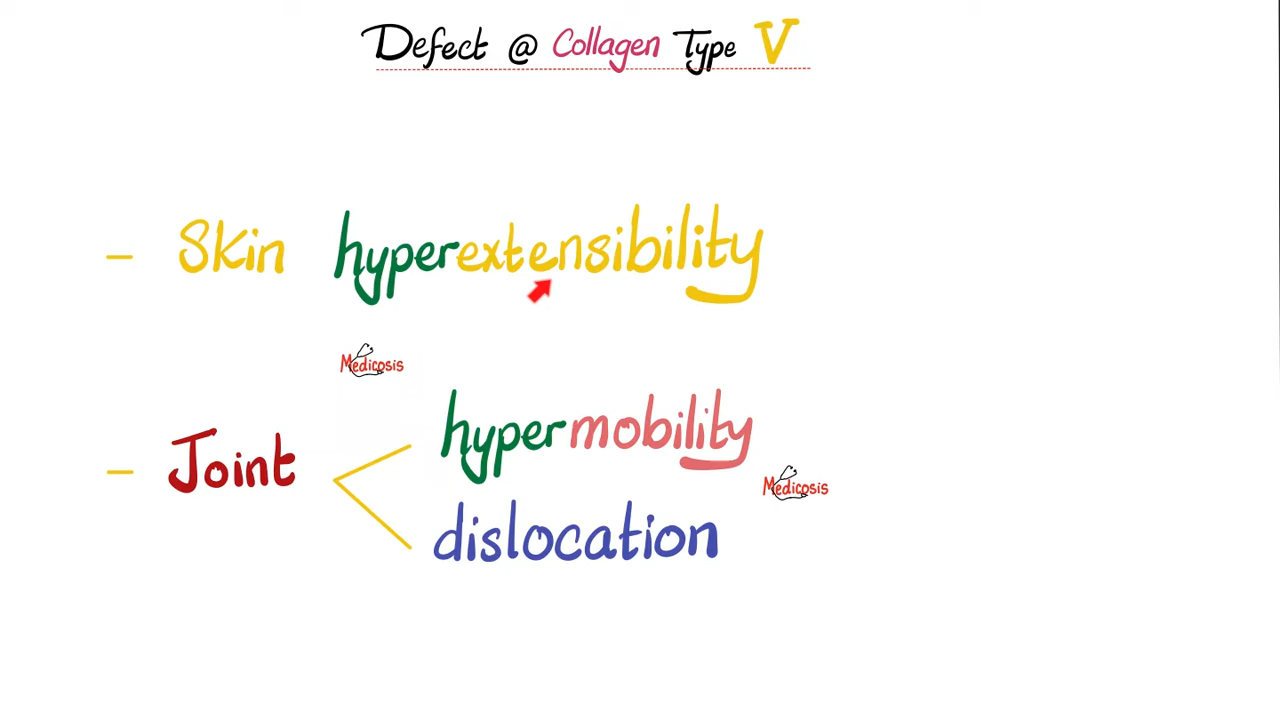 Defect @ Collagen Type V
- Skin hyperextensibility
Medicosis
- Joint
hypermobility
Medicosis
dislocation